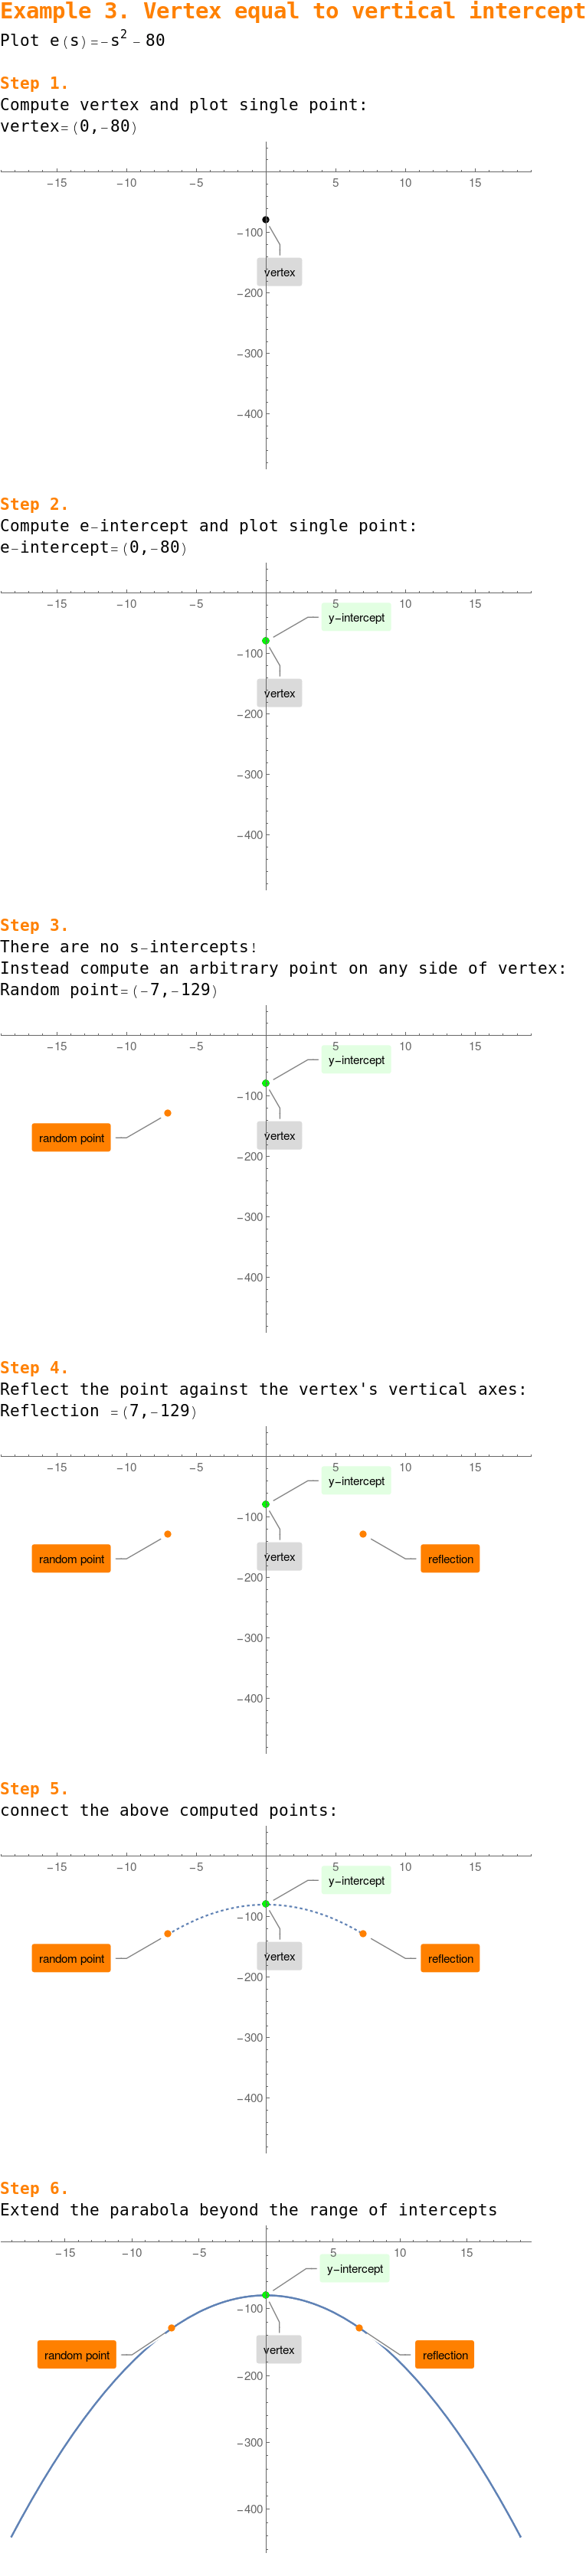 Example 3. Vertex equal to vertical intercept
Plot e(s)=-s² - 80
Step 1.
Compute vertex and plot single point:
vertex=(0,-80)
-15 -10 -5 5 10 15
-100
vertex
-200
-300
-400
Step 2.
Compute e-intercept and plot single point:
e-intercept=(0,-80)
-15 -10 -5 5 10 15
y-intercept
-100
vertex
-200
-300
-400
Step 3.
There are no s-intercepts!
Instead compute an arbitrary point on any side of vertex:
Random point=(-7,-129)
-15 -10 -5 5 10 15
y-intercept
-100
random point vertex
-200
-300
-400
Step 4.
Reflect the point against the vertex's vertical axes:
Reflection =(7,-129)
-15 -10 -5 5 10 15
y-intercept
-100
random point vertex reflection
-200
-300
-400
Step 5.
connect the above computed points:
-15 -10 -5 5 10 15
y-intercept
-100
random point vertex reflection
-200
-300
-400
Step 6.
Extend the parabola beyond the range of intercepts
-15 -10 -5 5 10 15
y-intercept
-100
random point vertex reflection
-200
-300
-400